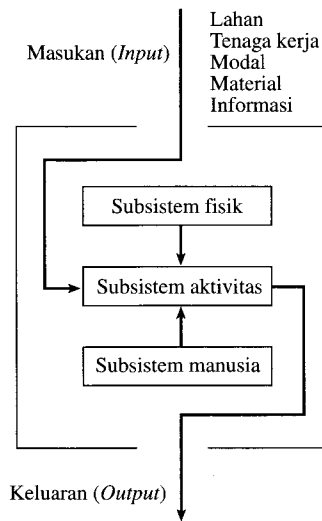 Masukan (Input)
Lahan
Tenaga kerja
Modal
Material
Informasi
Subsistem fisik
Subsistem aktivitas
Subsistem manusia
Keluaran (Output)